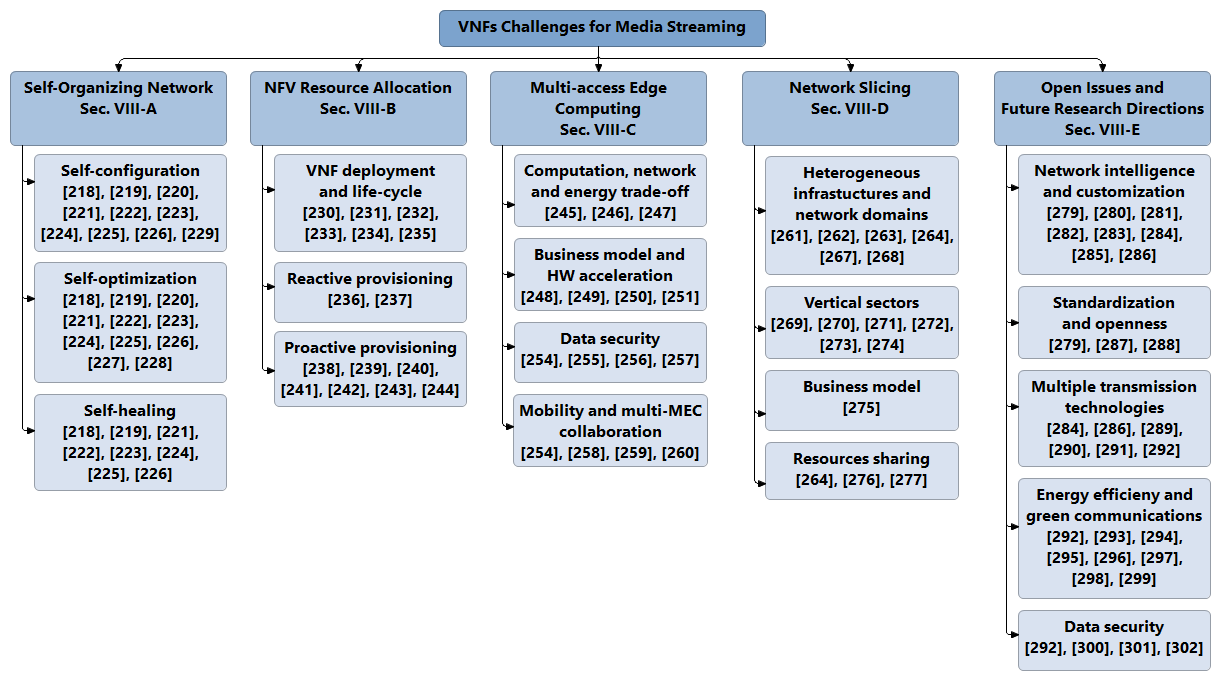 VNFs Challenges for Media Streaming
Self-Organizing Network
Sec. VIII-A
Self-configuration
[218], [219], [220],
[221], [222], [223],
[224], [225], [226], [229]
Self-optimization
[218], [219], [220],
[221], [222], [223],
[224], [225], [226],
[227], [228]
Self-healing
[218], [219], [221],
[222], [223], [224],
[225], [226]
NFV Resource Allocation
Sec. VIII-B
VNF deployment
and life-cycle
[230], [231], [232],
[233], [234], [235]
Reactive provisioning
[236], [237]
Proactive provisioning
[238], [239], [240],
[241], [242], [243], [244]
Multi-access Edge
Computing
Sec. VIII-C
Computation, network
and energy trade-off
[245], [246], [247]
Business model and
HW acceleration
[248], [249], [250], [251]
Data security
[254], [255], [256], [257]
Mobility and multi-MEC
collaboration
[254], [258], [259], [260]
Network Slicing
Sec. VIII-D
Heterogeneous
infrastuctures and
network domains
[261], [262], [263], [264],
[267], [268]
Vertical sectors
[269], [270], [271], [272],
[273], [274]
Business model
[275]
Resources sharing
[264], [276], [277]
Open Issues and
Future Research Directions
Sec. VIII-E
Network intelligence
and customization
[279], [280], [281],
[282], [283], [284],
[285], [286]
Standardization
and openness
[279], [287], [288]
Multiple transmission
technologies
[284], [286], [289],
[290], [291], [292]
Energy efficieny and
green communications
[292], [293], [294],
[295], [296], [297],
[298], [299]
Data security
[292], [300], [301], [302]